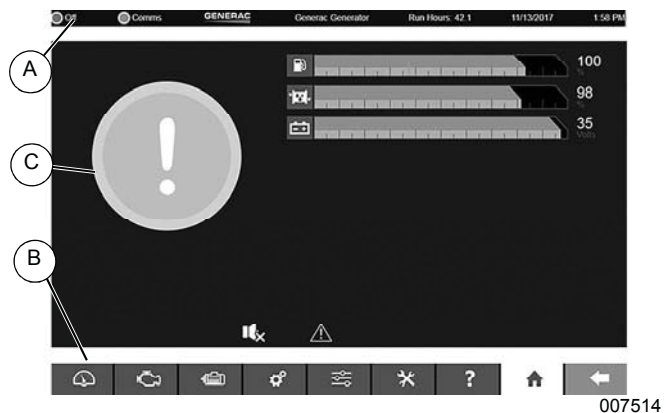 Off Comms GENERAC Generac Generator Run Hours: 42.1 11/13/2017 1:58 PM
A
100
%
98
%
C
35
Volts
B
?
007514